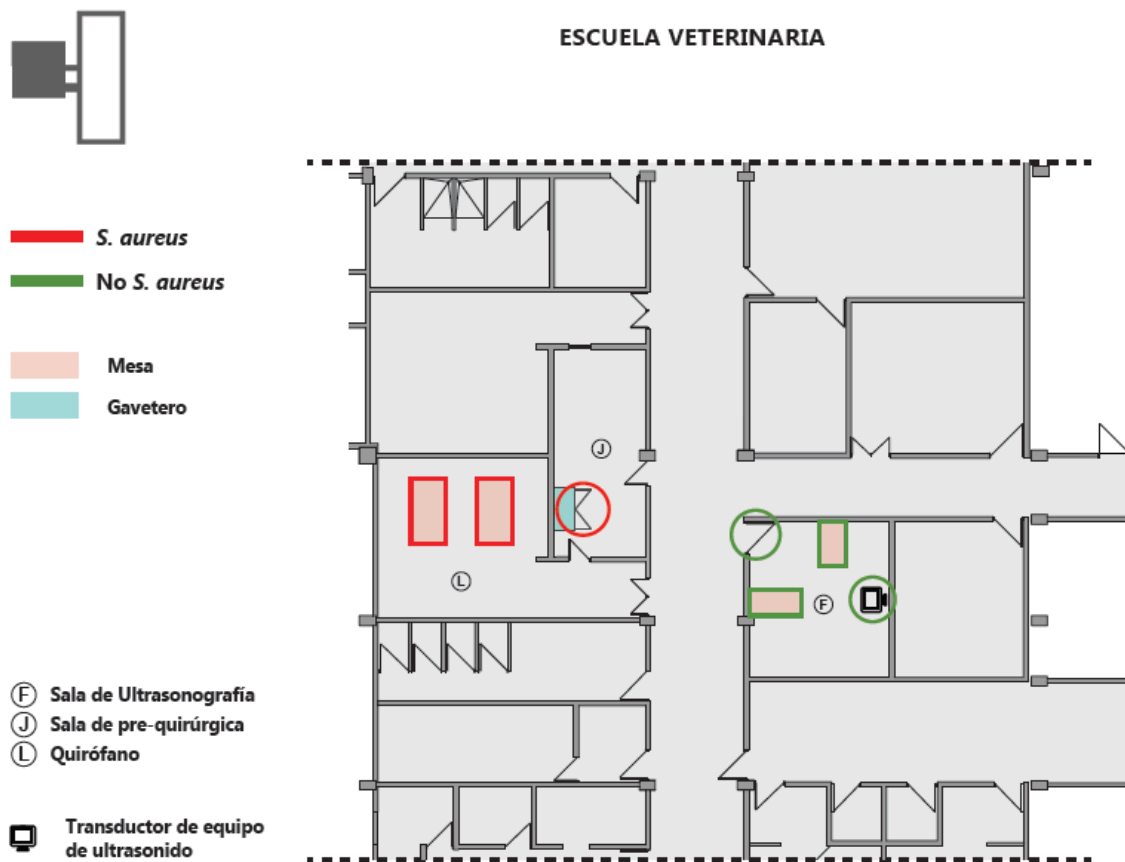 ESCUELA VETERINARIA
S. aureus
No S. aureus
Mesa
Gavetero
J
L
F
F Sala de Ultrasonografía
J Sala de pre-quirúrgica
L Quirófano
Transductor de equipo
de ultrasonido